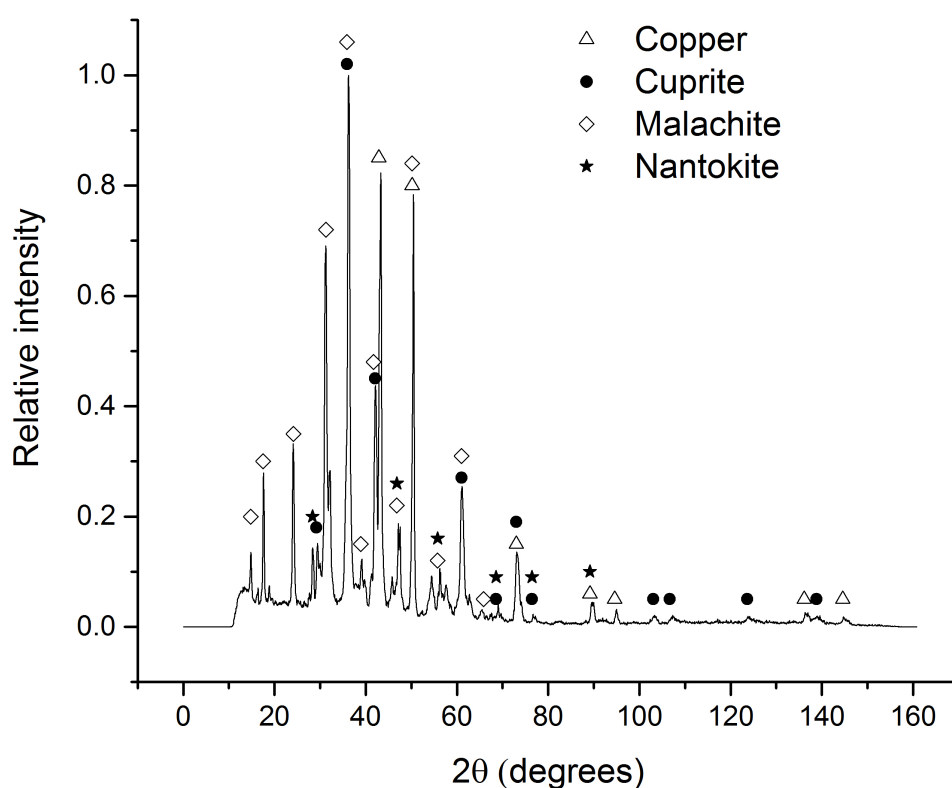 Copper
Cuprite
Malachite
Nantokite
1.0
0.8
0.6
0.4
0.2
0.0
Relative intensity
0 20 40 60 80 100 120 140 160
2θ (degrees)